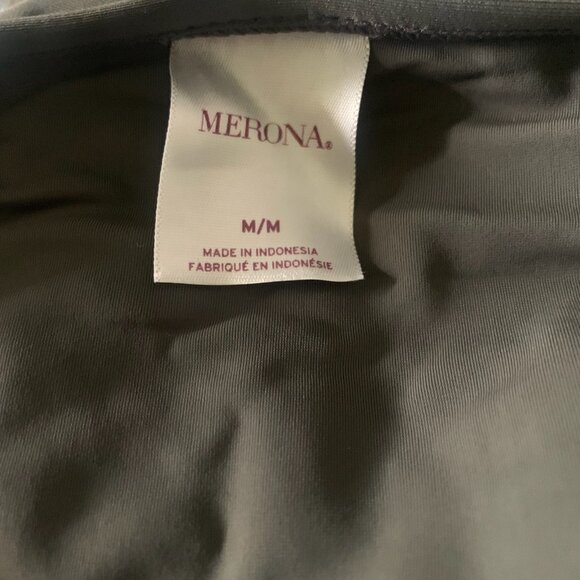 MERONA®
M/M
MADE IN INDONESIA
FABRIQUÉ EN INDONÉSIE